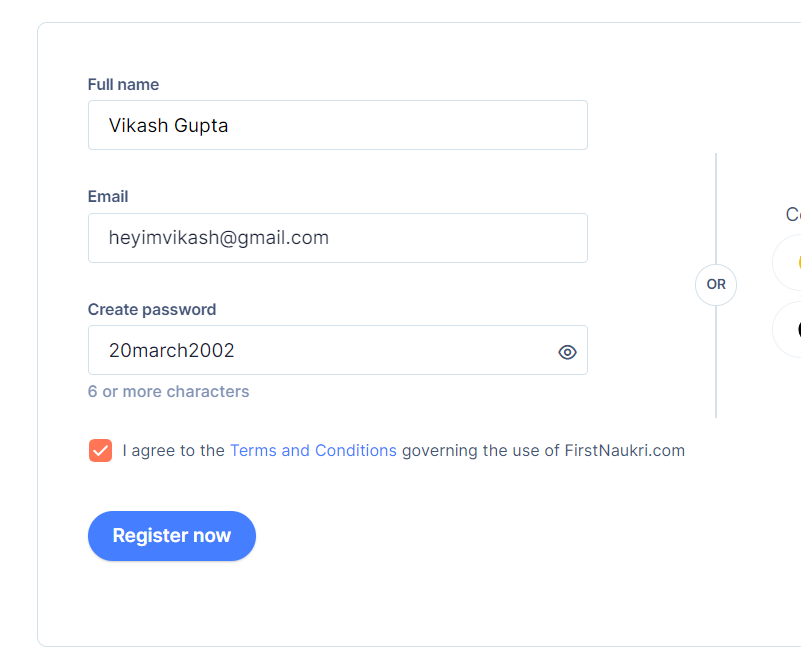 Full name
Vikash Gupta
Email
heyimvikash@gmail.com
Create password
20march2002
6 or more characters
I agree to the Terms and Conditions governing the use of FirstNaukri.com
Register now
OR